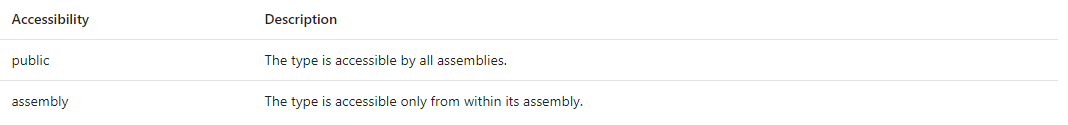 Accessibility Description
public The type is accessible by all assemblies.
assembly The type is accessible only from within its assembly.